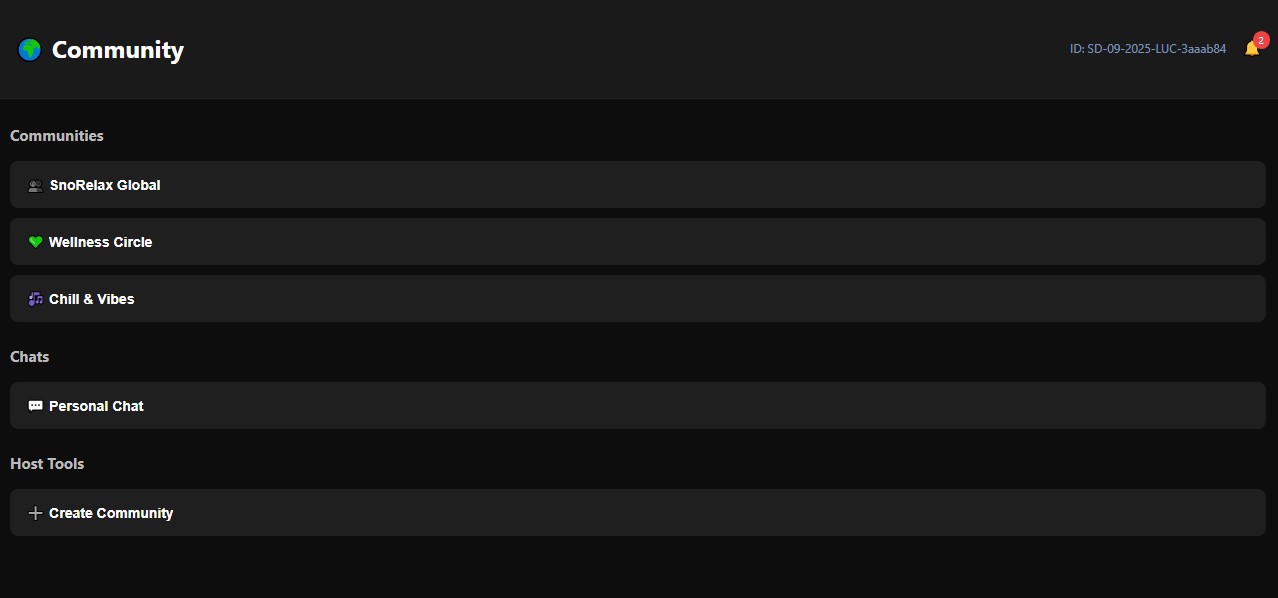 Community
ID: SD-09-2025-LUC-3aaab84
2
Communities
SnoRelax Global
Wellness Circle
Chill & Vibes
Chats
Personal Chat
Host Tools
Create Community